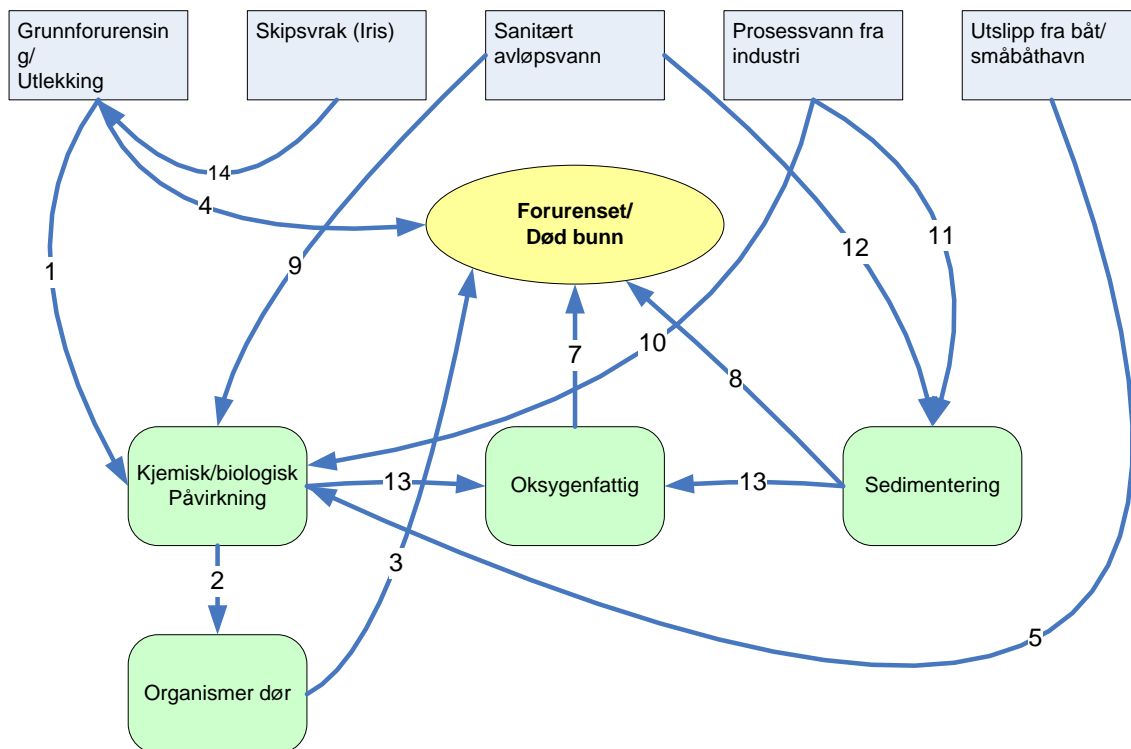 Grunnforurensin
g/
Utlekking
Skipsvrak (Iris)
Sanitært
avløpsvann
Prosessvann fra
industri
Utslipp fra båt/
småbåthavn
14
4
Forurenset/
Død bunn
1
9
12
11
10
7
8
Kjemisk/biologisk
Påvirkning
13
Oksygenfattig
13
Sedimentering
3
2
5
Organismer dør